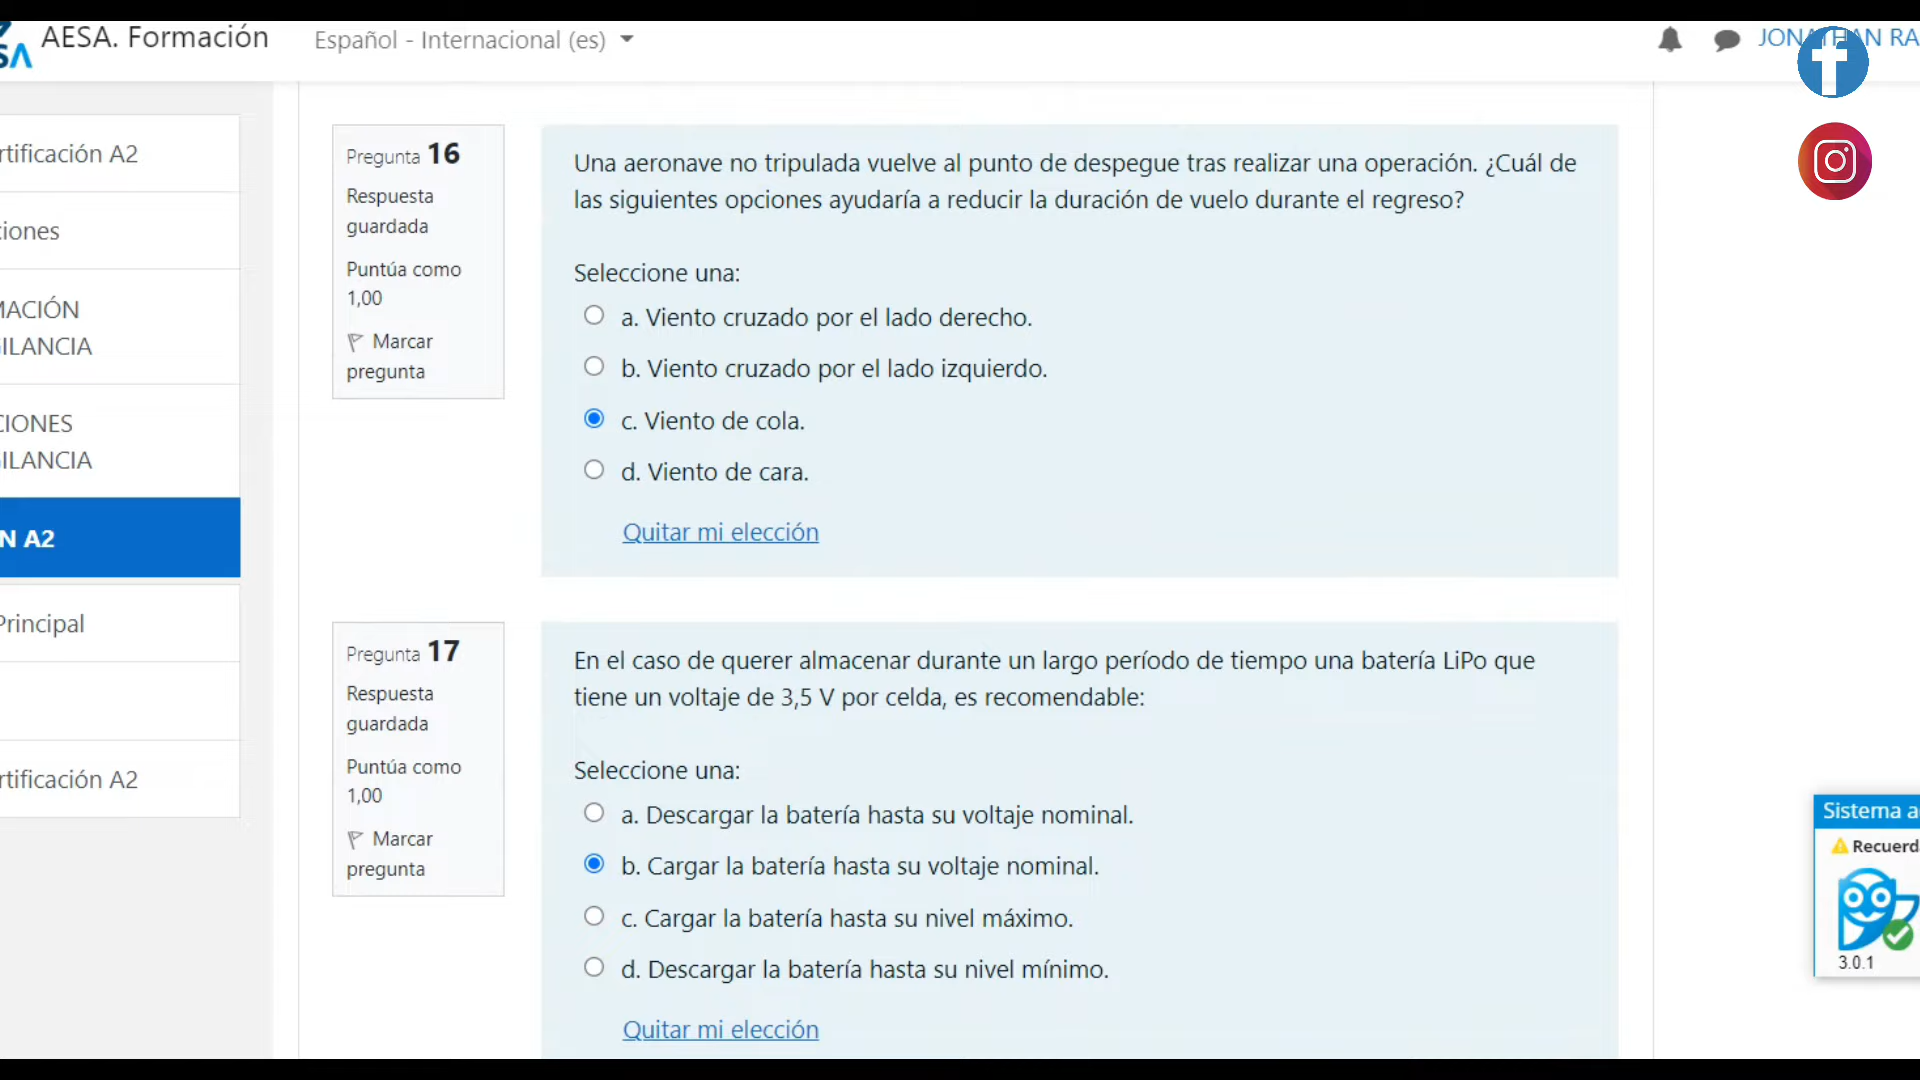 AESA. Formación
Español - Internacional (es)
JONATHAN RA
rtificación A2
ciones
MACIÓN
GILANCIA
CIONES
GILANCIA
N A2
Principal
rtificación A2
Pregunta 16
Respuesta
guardada
Puntúa como
1,00
Marcar
pregunta
Una aeronave no tripulada vuelve al punto de despegue tras realizar una operación. ¿Cuál de
las siguientes opciones ayudaría a reducir la duración de vuelo durante el regreso?
Seleccione una:
a. Viento cruzado por el lado derecho.
b. Viento cruzado por el lado izquierdo.
c. Viento de cola.
d. Viento de cara.
Quitar mi elección
Pregunta 17
Respuesta
guardada
Puntúa como
1,00
Marcar
pregunta
En el caso de querer almacenar durante un largo período de tiempo una batería LiPo que
tiene un voltaje de 3,5 V por celda, es recomendable:
Seleccione una:
a. Descargar la batería hasta su voltaje nominal.
b. Cargar la batería hasta su voltaje nominal.
c. Cargar la batería hasta su nivel máximo.
d. Descargar la batería hasta su nivel mínimo.
Quitar mi elección
Sistema a
Recuerd
3.0.1